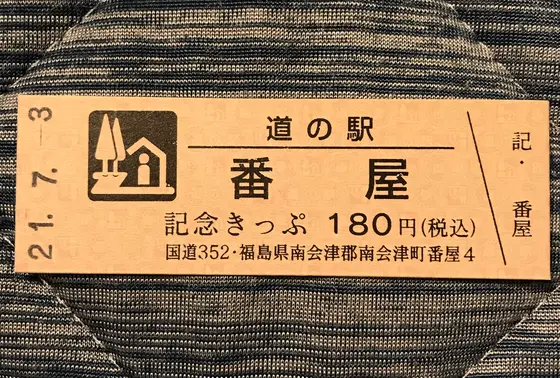 21.7.-3
道の駅
番屋
記念きっぷ 180円(税込)
国道352・福島県南会津郡南会津町番屋4
記・番屋